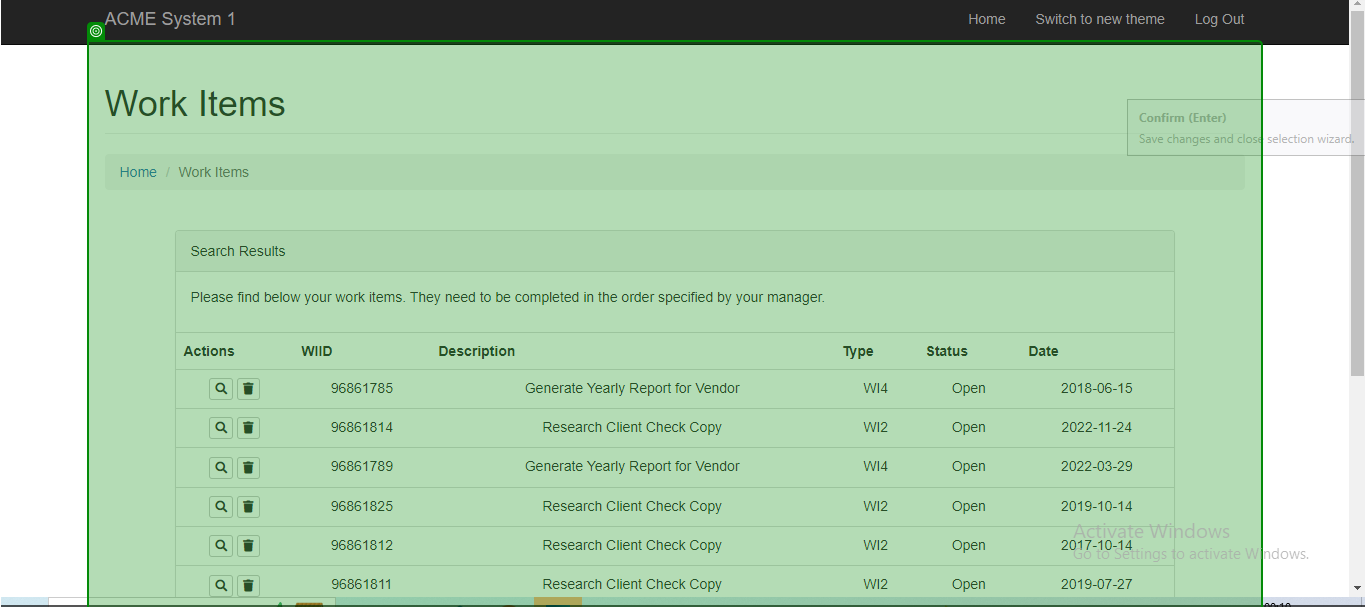 ACME System 1 Home Switch to new theme Log Out
Work Items
Confirm (Enter)
Save changes and close selection wizard.
Home / Work Items
Search Results
Please find below your work items. They need to be completed in the order specified by your manager.
Actions WIID Description Type Status Date
96861785 Generate Yearly Report for Vendor WI4 Open 2018-06-15
96861814 Research Client Check Copy WI2 Open 2022-11-24
96861789 Generate Yearly Report for Vendor WI4 Open 2022-03-29
96861825 Research Client Check Copy WI2 Open 2019-10-14
Activate Windows
96861812 Research Client Check Copy WI2 Open 2017-10-14
Go to Settings to activate Windows.
96861811 Research Client Check Copy WI2 Open 2019-07-27